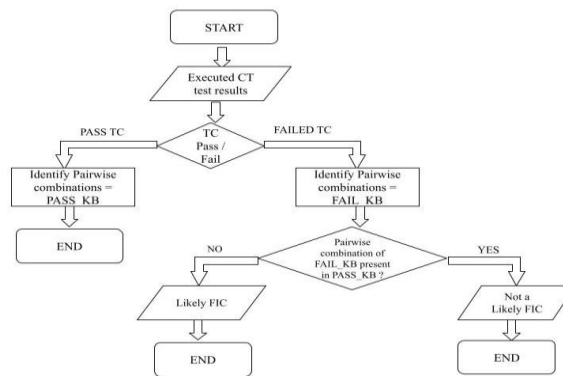 START
Executed CT
test results
PASS TC
TC
Pass /
Fail
FAILED TC
Identify Pairwise
combinations =
PASS_KB
Identify Pairwise
combinations =
FAIL_KB
END
NO
Pairwise
combination of
FAIL_KB present
in PASS_KB ?
YES
Likely FIC
Not a
Likely FIC
END
END